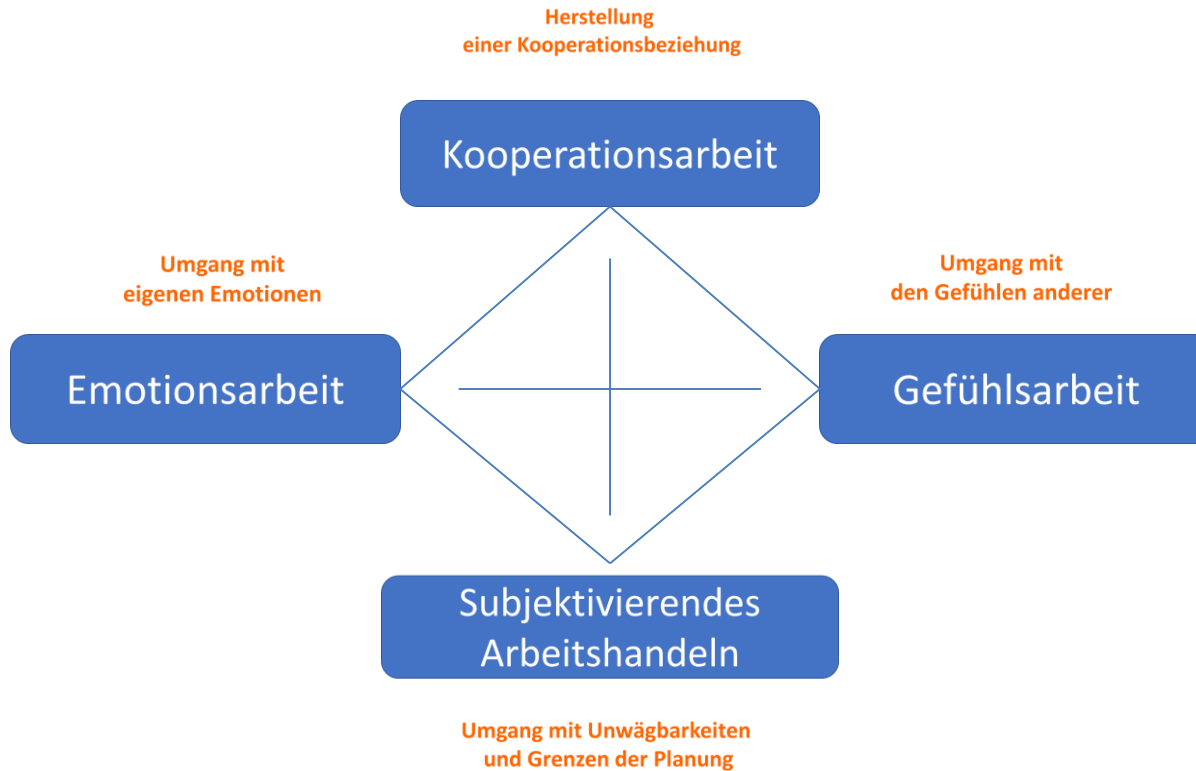 Herstellung
einer Kooperationsbeziehung
Kooperationsarbeit
Umgang mit
eigenen Emotionen
Emotionsarbeit
Umgang mit
den Gefühlen anderer
Gefühlsarbeit
Subjektivierendes
Arbeitshandeln
Umgang mit Unwägbarkeiten
und Grenzen der Planung